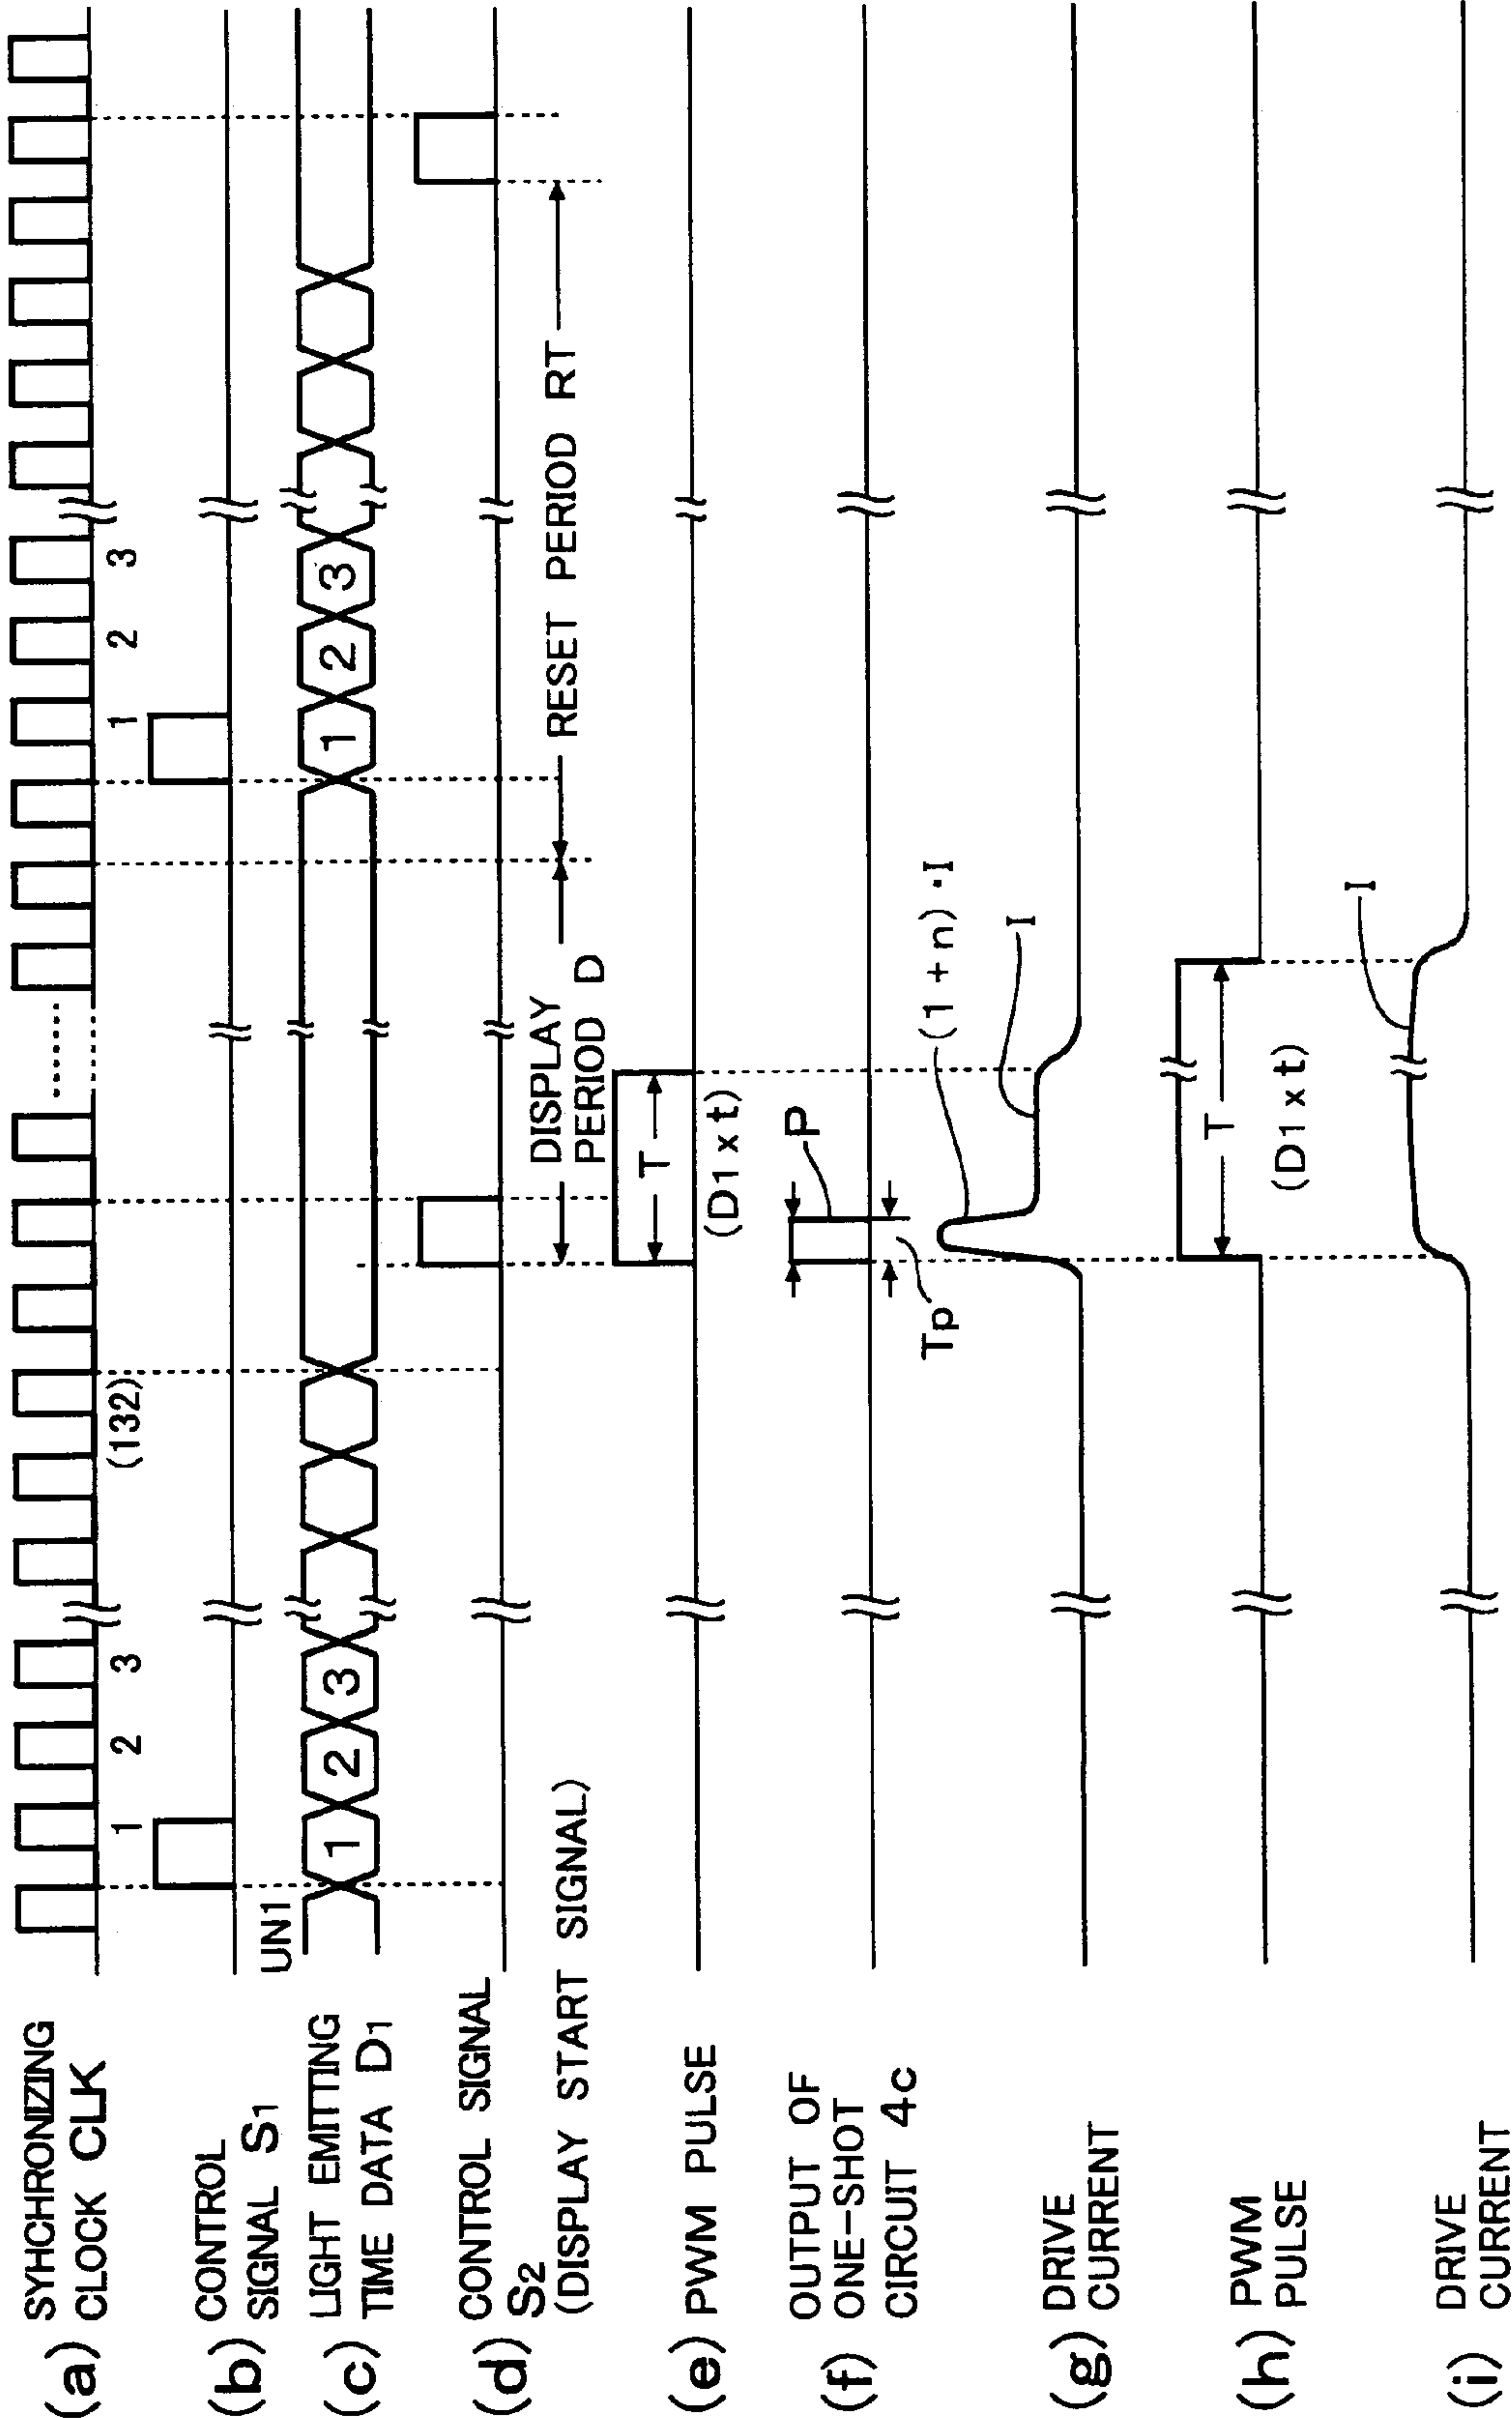 (a) SYHCHRONIZING
CLOCK CLK
1 2 3 (132) ........ 1 2 3
(b) CONTROL
SIGNAL S1
UN1
(c) LIGHT EMITTING
TIME DATA D1
1 2 3 1 2 3
(d) CONTROL SIGNAL
S2
(DISPLAY START SIGNAL)
DISPLAY
PERIOD D
RESET PERIOD RT
(e) PWM PULSE
T
(D1xt)
(f) OUTPUT OF
ONE-SHOT
CIRCUIT 4c
P
Tp
(g) DRIVE
CURRENT
(1+n)·I
I
(h) PWM
PULSE
T
(D1xt)
(i) DRIVE
CURRENT
I